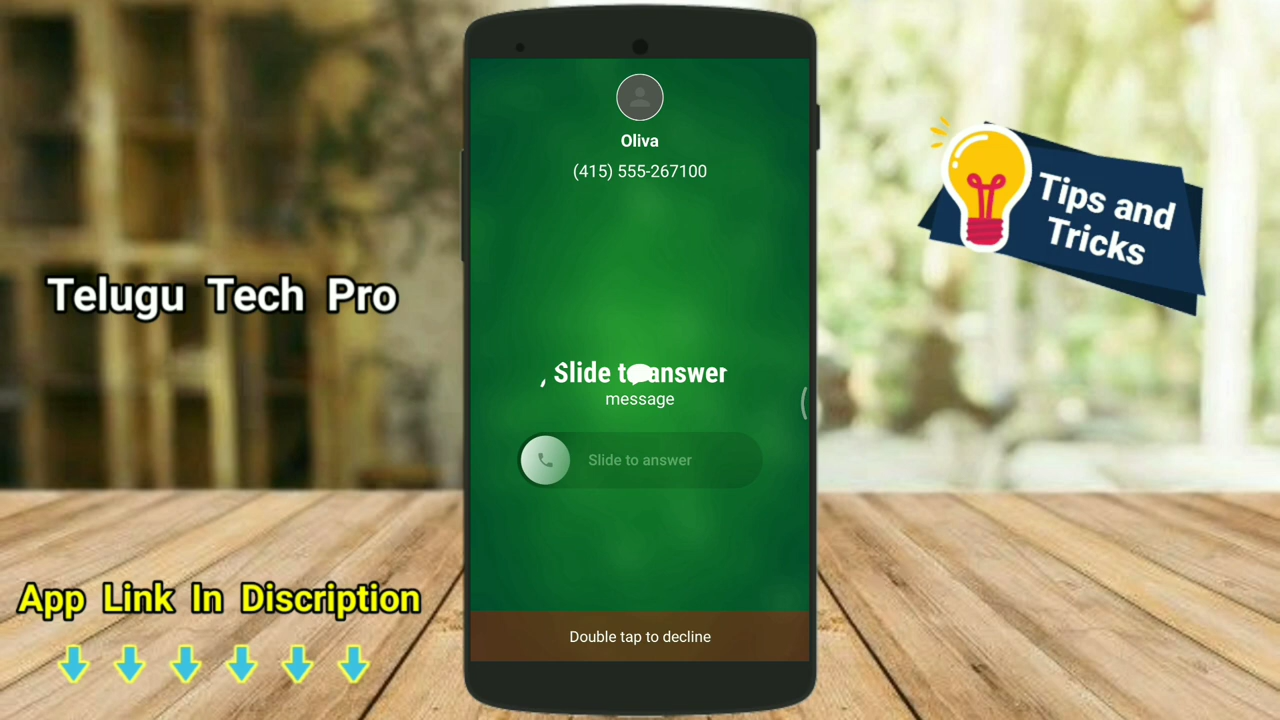 Oliva
(415) 555-267100
Tips and
Tricks
Telugu Tech Pro
Slide to answer
message
Slide to answer
App Link In Discription
Double tap to decline